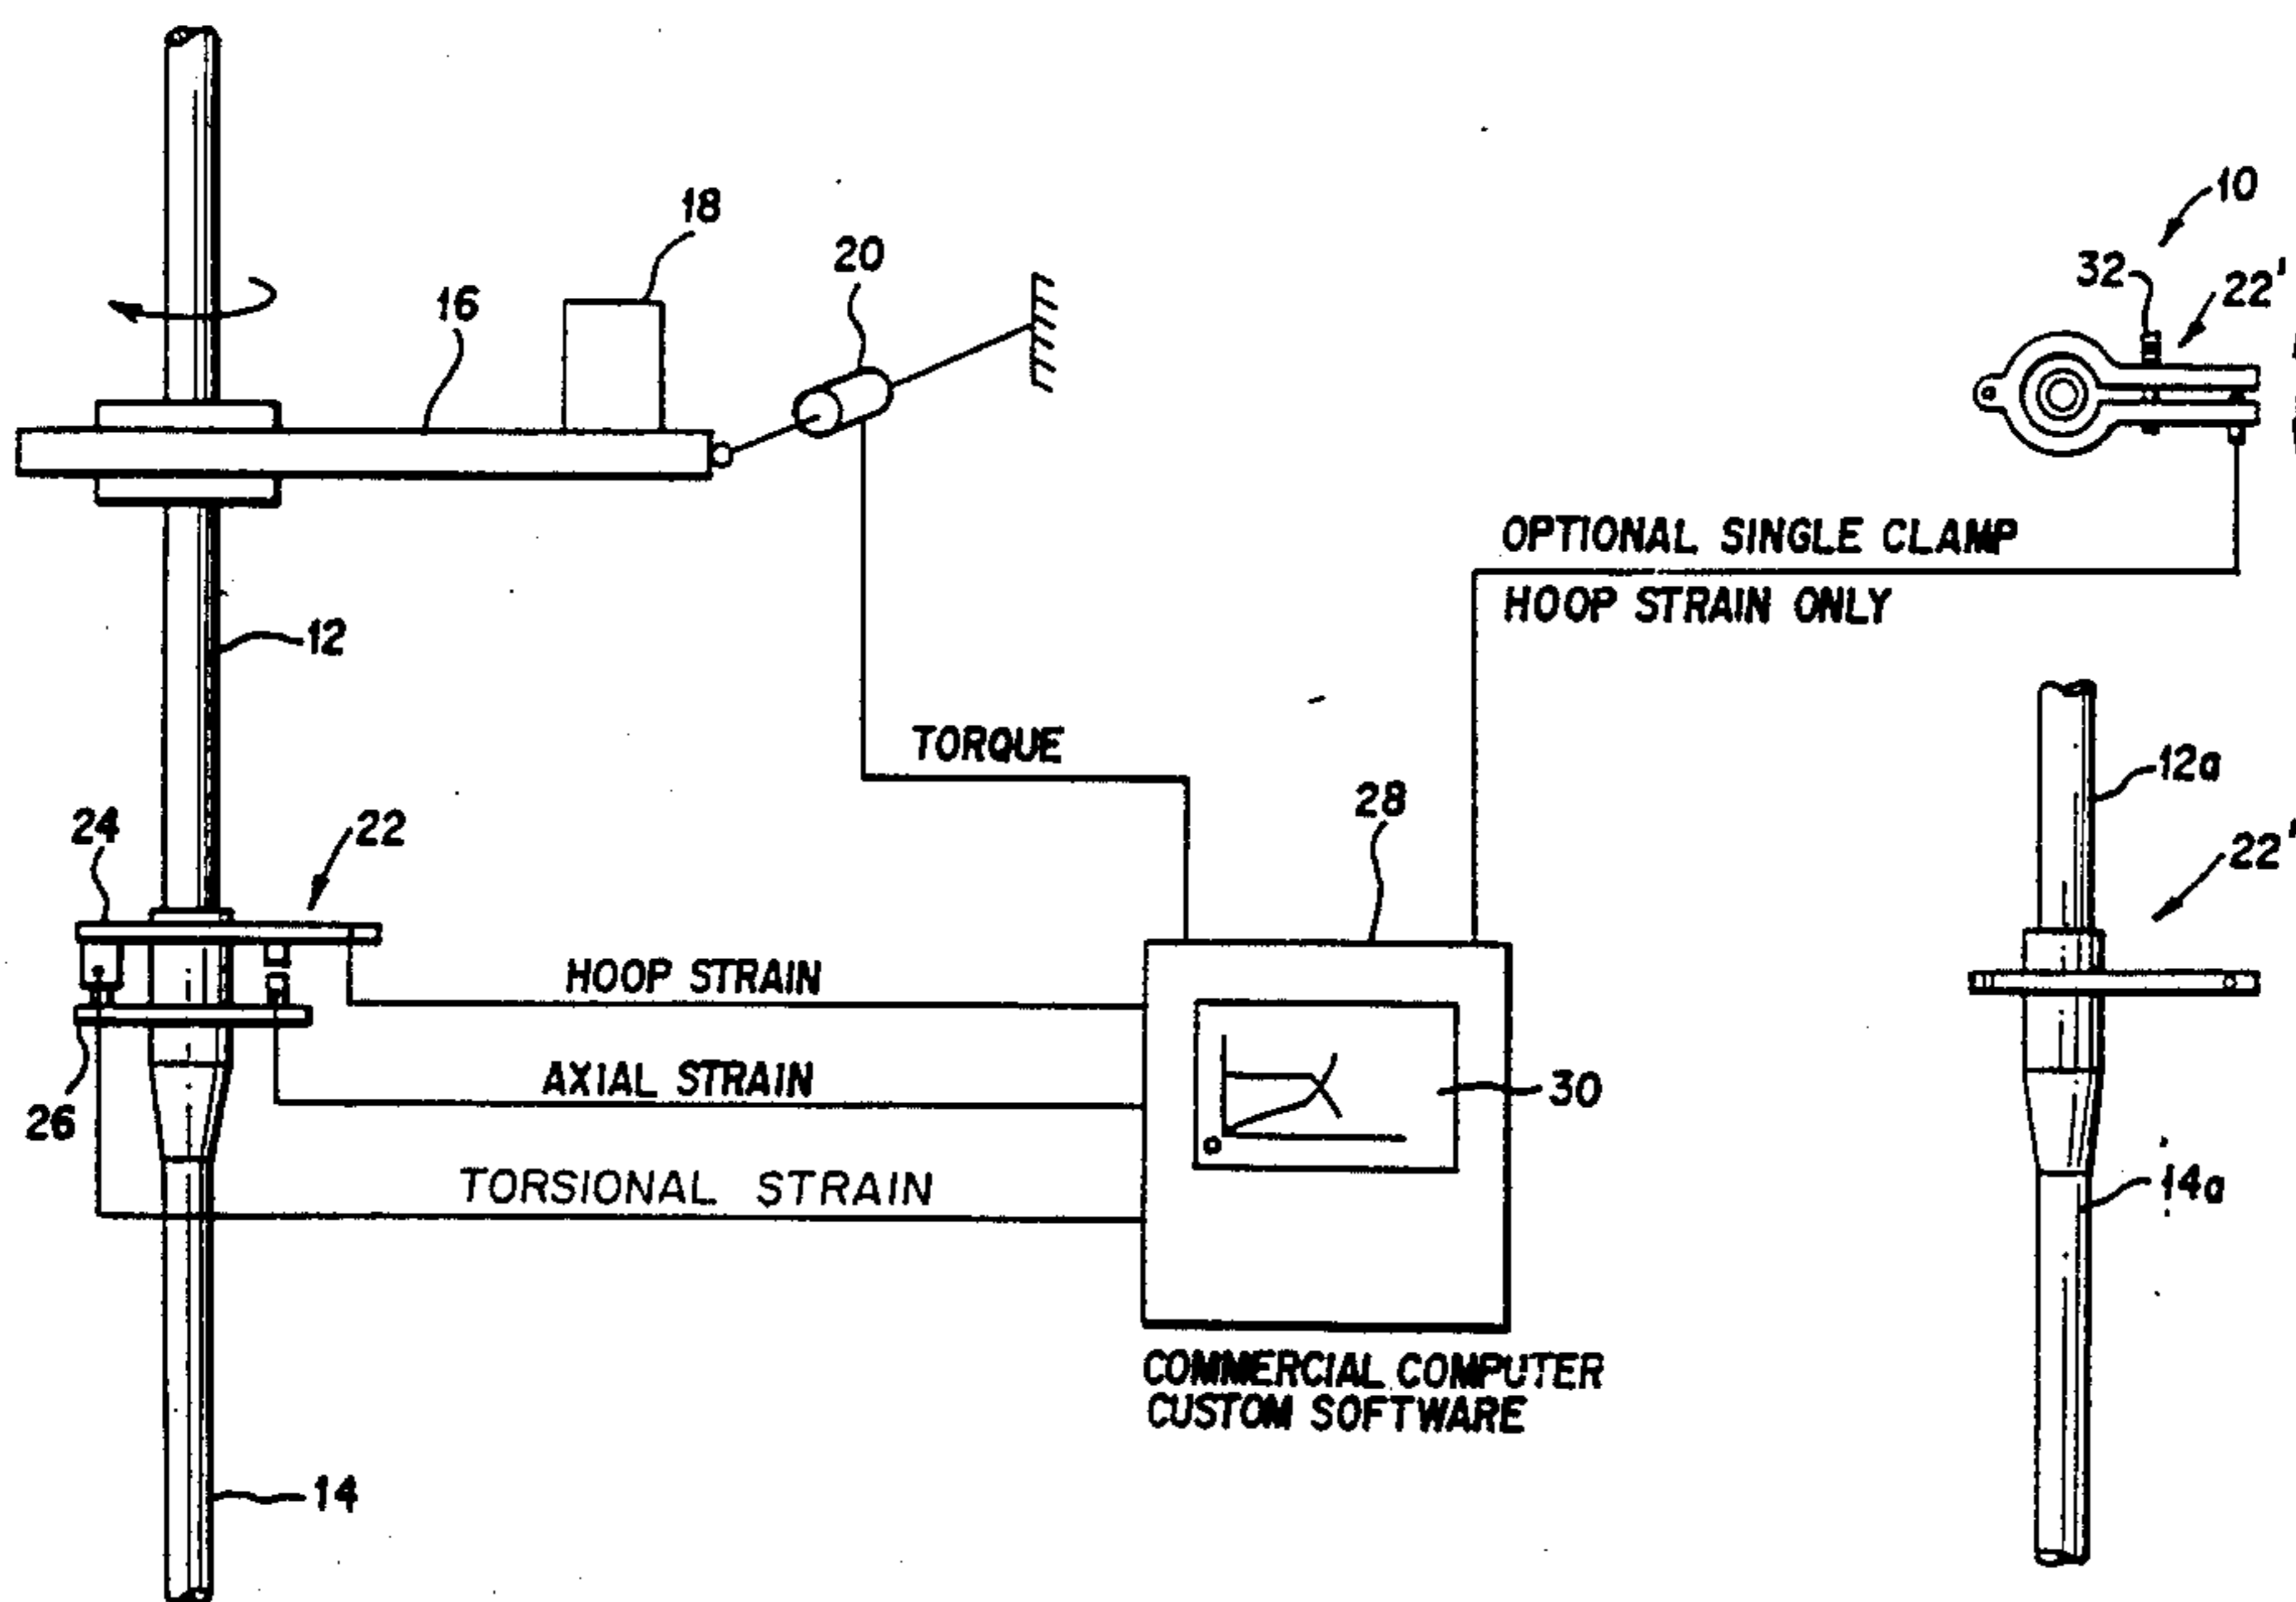 10
18
20
32
22'
16
OPTIONAL SINGLE CLAMP
HOOP STRAIN ONLY
12
TORQUE
12a
28
24
22
22'
HOOP STRAIN
AXIAL STRAIN
30
26
TORSIONAL STRAIN
14a
COMMERCIAL COMPUTER
CUSTOM SOFTWARE
14